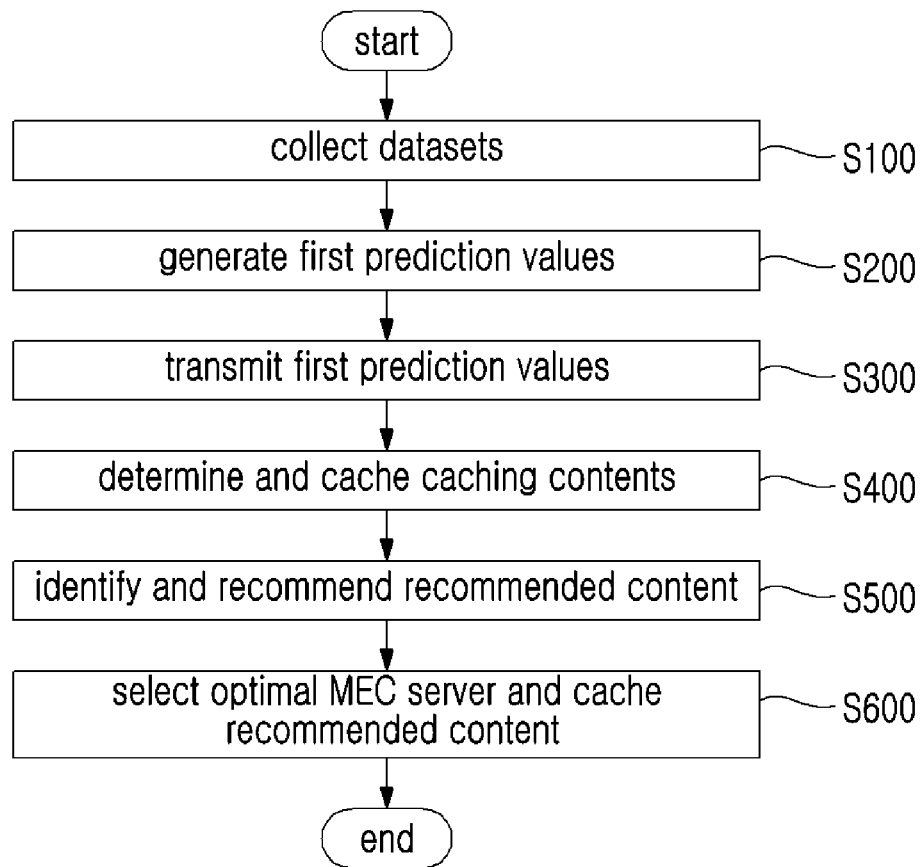 start
collect datasets
S100
generate first prediction values
S200
transmit first prediction values
S300
determine and cache caching contents
S400
identify and recommend recommended content
S500
select optimal MEC server and cache
recommended content
S600
end